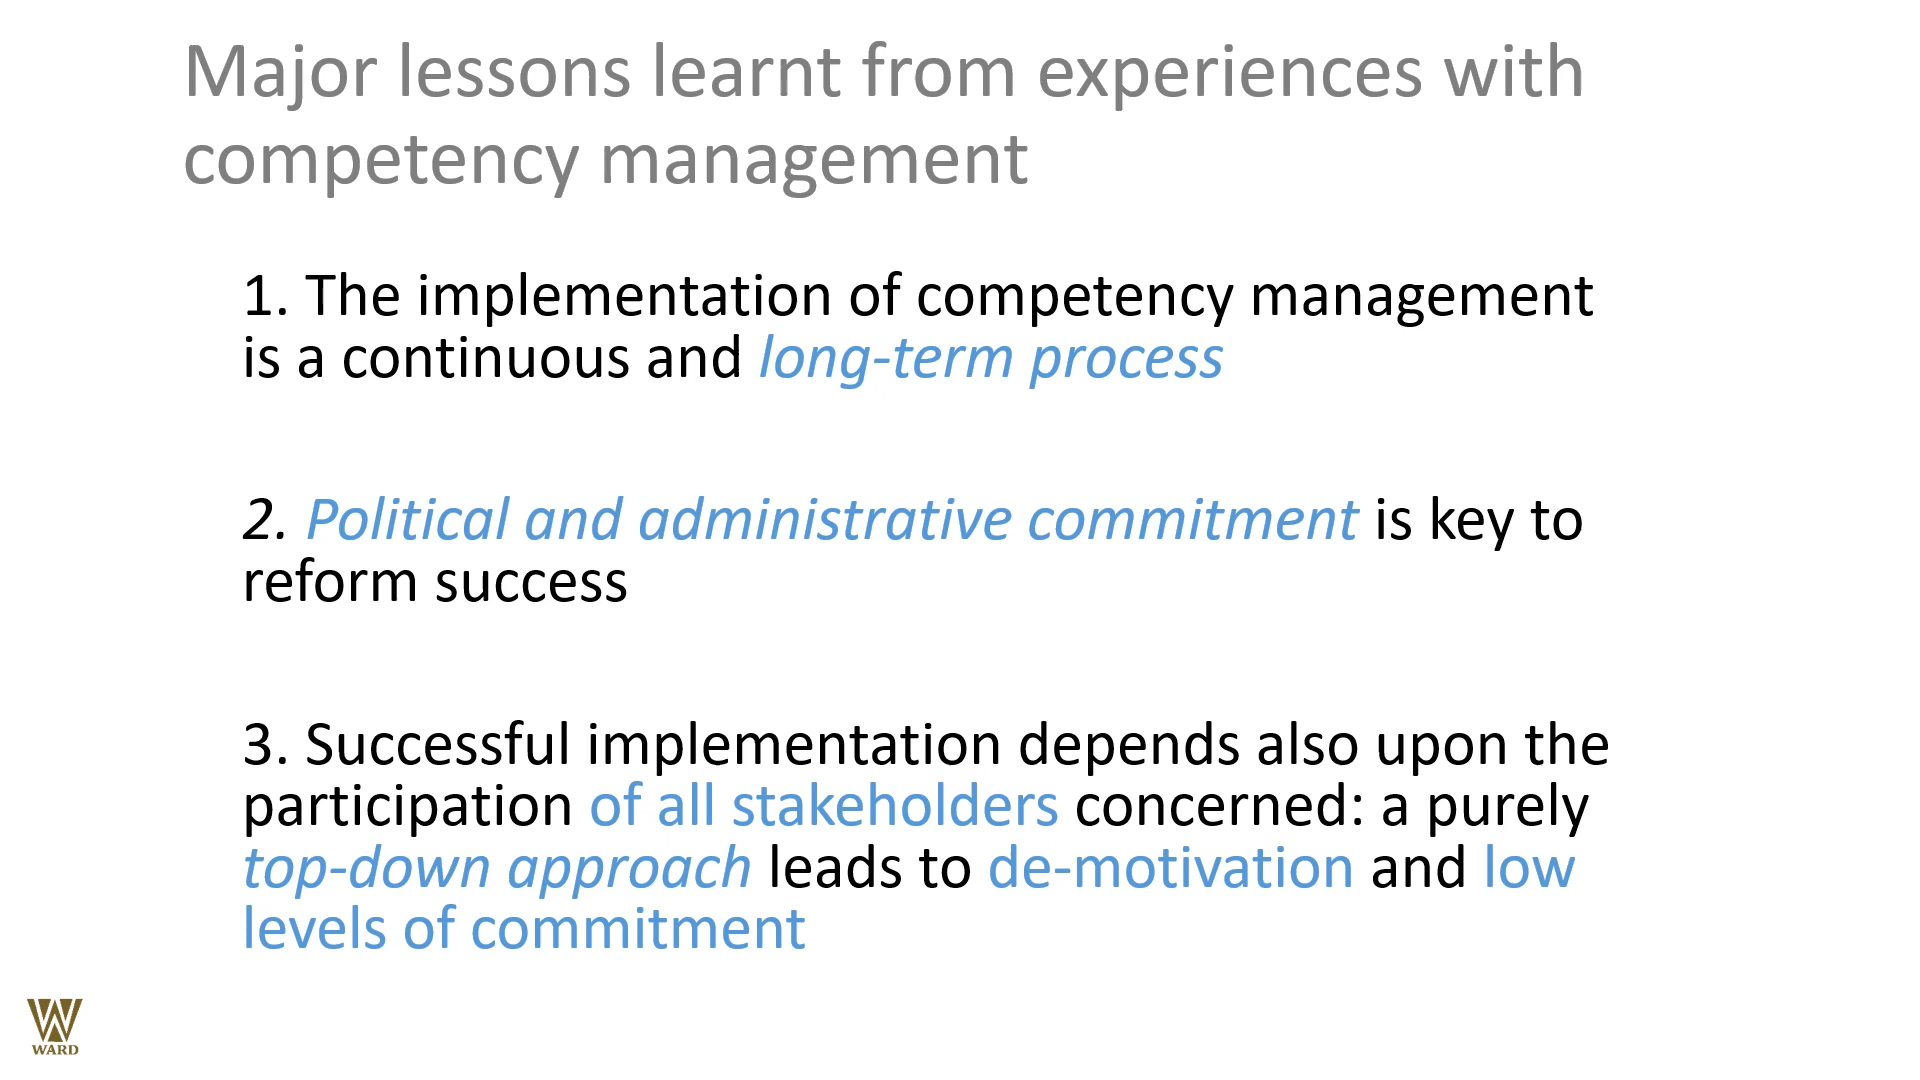 Major lessons learnt from experiences with
competency management
1. The implementation of competency management
is a continuous and long-term process
2. Political and administrative commitment is key to
reform success
3. Successful implementation depends also upon the
participation of all stakeholders concerned: a purely
top-down approach leads to de-motivation and low
levels of commitment
WARD